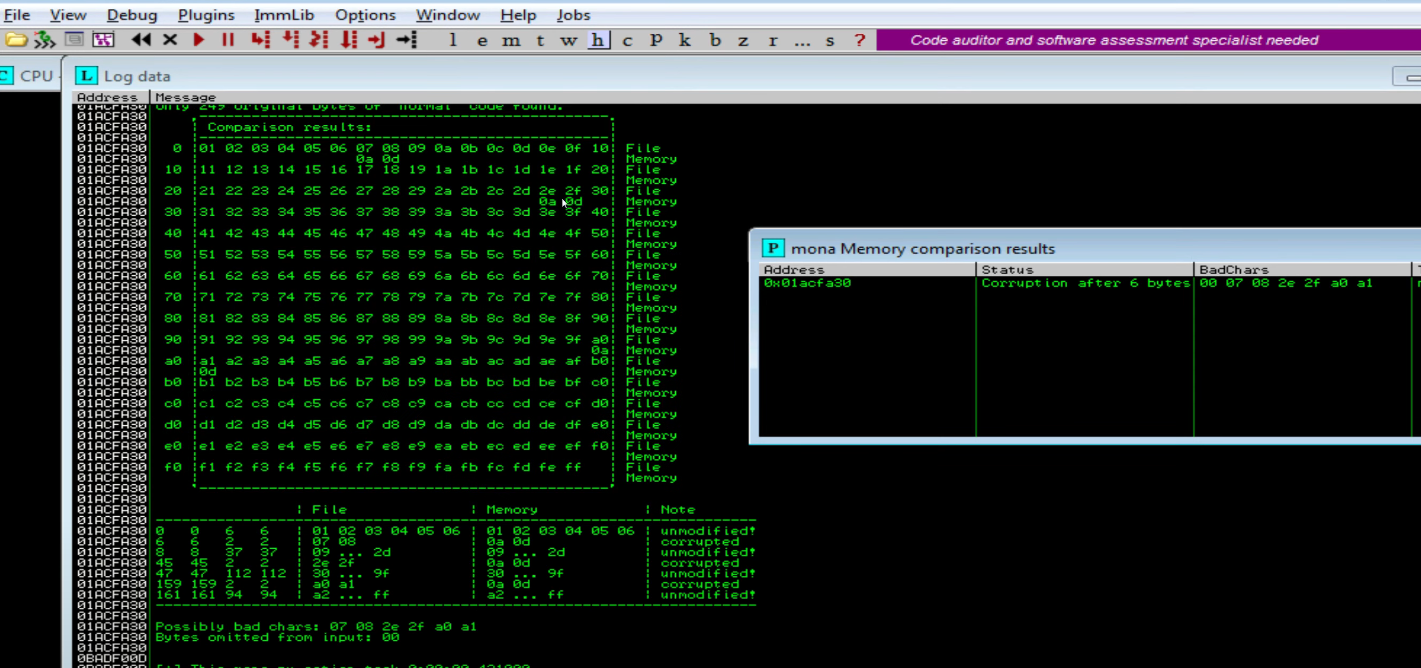 File View Debug Plugins ImmLib Options Window Help Jobs
l e m t w h c P k b z r ... s ? Code auditor and software assessment specialist needed
C CPU - L Log data
Address Message
01ACFA30 Only 249 original bytes of 'normal' code found.
01ACFA30
01ACFA30 Comparison results:
01ACFA30
01ACFA30 0 01 02 03 04 05 06 07 08 09 0a 0b 0c 0d 0e 0f 10 File
01ACFA30 0a 0d Memory
01ACFA30 10 11 12 13 14 15 16 17 18 19 1a 1b 1c 1d 1e 1f 20 File
01ACFA30 Memory
01ACFA30 20 21 22 23 24 25 26 27 28 29 2a 2b 2c 2d 2e 2f 30 File
01ACFA30 0a 0d Memory
01ACFA30 30 31 32 33 34 35 36 37 38 39 3a 3b 3c 3d 3e 3f 40 File
01ACFA30 Memory
01ACFA30 40 41 42 43 44 45 46 47 48 49 4a 4b 4c 4d 4e 4f 50 File
01ACFA30 Memory
01ACFA30 50 51 52 53 54 55 56 57 58 59 5a 5b 5c 5d 5e 5f 60 File
01ACFA30 Memory
01ACFA30 60 61 62 63 64 65 66 67 68 69 6a 6b 6c 6d 6e 6f 70 File
01ACFA30 Memory
01ACFA30 70 71 72 73 74 75 76 77 78 79 7a 7b 7c 7d 7e 7f 80 File
01ACFA30 Memory
01ACFA30 80 81 82 83 84 85 86 87 88 89 8a 8b 8c 8d 8e 8f 90 File
01ACFA30 Memory
01ACFA30 90 91 92 93 94 95 96 97 98 99 9a 9b 9c 9d 9e 9f a0 File
01ACFA30 0a Memory
01ACFA30 a0 a1 a2 a3 a4 a5 a6 a7 a8 a9 aa ab ac ad ae af b0 File
01ACFA30 0d Memory
01ACFA30 b0 b1 b2 b3 b4 b5 b6 b7 b8 b9 ba bb bc bd be bf c0 File
01ACFA30 Memory
01ACFA30 c0 c1 c2 c3 c4 c5 c6 c7 c8 c9 ca cb cc cd ce cf d0 File
01ACFA30 Memory
01ACFA30 d0 d1 d2 d3 d4 d5 d6 d7 d8 d9 da db dc dd de df e0 File
01ACFA30 Memory
01ACFA30 e0 e1 e2 e3 e4 e5 e6 e7 e8 e9 ea eb ec ed ee ef f0 File
01ACFA30 Memory
01ACFA30 f0 f1 f2 f3 f4 f5 f6 f7 f8 f9 fa fb fc fd fe ff File
01ACFA30 Memory
01ACFA30
01ACFA30
01ACFA30 | File | Memory | Note
01ACFA30
01ACFA30 0 0 6 6 | 01 02 03 04 05 06 | 01 02 03 04 05 06 | unmodified!
01ACFA30 6 6 2 2 | 07 08 | 0a 0d | corrupted
01ACFA30 8 8 37 37 | 09 ... 2d | 09 ... 2d | unmodified!
01ACFA30 45 45 2 2 | 2e 2f | 0a 0d | corrupted
01ACFA30 47 47 112 112 | 30 ... 9f | 30 ... 9f | unmodified!
01ACFA30 159 159 2 2 | a0 a1 | 0a 0d | corrupted
01ACFA30 161 161 94 94 | a2 ... ff | a2 ... ff | unmodified!
01ACFA30
01ACFA30
01ACFA30 Possibly bad chars: 07 08 2e 2f a0 a1
01ACFA30 Bytes omitted from input: 00
01ACFA30
0BADF00D
P mona Memory comparison results
Address Status BadChars
0x01acfa30 Corruption after 6 bytes 00 07 08 2e 2f a0 a1